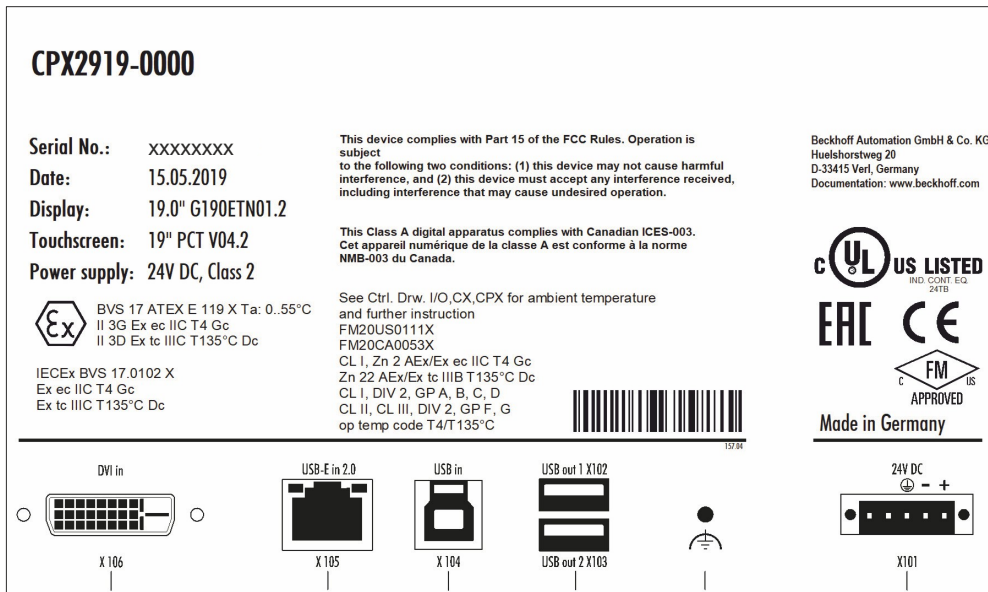 CPX2919-0000
Serial No.: XXXXXXXX
Date: 15.05.2019
Display: 19.0" G190ETN01.2
Touchscreen: 19" PCT V04.2
Power supply: 24V DC, Class 2
Ex
BVS 17 ATEX E 119 X Ta: 0..55°C
II 3G Ex ec IIC T4 Gc
II 3D Ex tc IIIC T135°C Dc
IECEx BVS 17.0102 X
Ex ec IIC T4 Gc
Ex tc IIIC T135°C Dc
This device complies with Part 15 of the FCC Rules. Operation is
subject
to the following two conditions: (1) this device may not cause harmful
interference, and (2) this device must accept any interference received,
including interference that may cause undesired operation.
This Class A digital apparatus complies with Canadian ICES-003.
Cet appareil numérique de la classe A est conforme à la norme
NMB-003 du Canada.
See Ctrl. Drw. I/O,CX,CPX for ambient temperature
and further instruction
FM20US0111X
FM20CA0053X
CL I, Zn 2 AEx/Ex ec IIC T4 Gc
Zn 22 AEx/Ex tc IIIB T135°C Dc
CL I, DIV 2, GP A, B, C, D
CL II, CL III, DIV 2, GP F, G
op temp code T4/T135°C
157.04
Beckhoff Automation GmbH & Co. KG
Huelshorstweg 20
D-33415 Verl, Germany
Documentation: www.beckhoff.com
C UL US LISTED
IND. CONT. EQ.
24TB
EAC CE
C FM US
APPROVED
Made in Germany
DVI in
X 106
USB-E in 2.0
X 105
USB in
X 104
USB out 1 X102
USB out 2 X103
24V DC
- +
X101